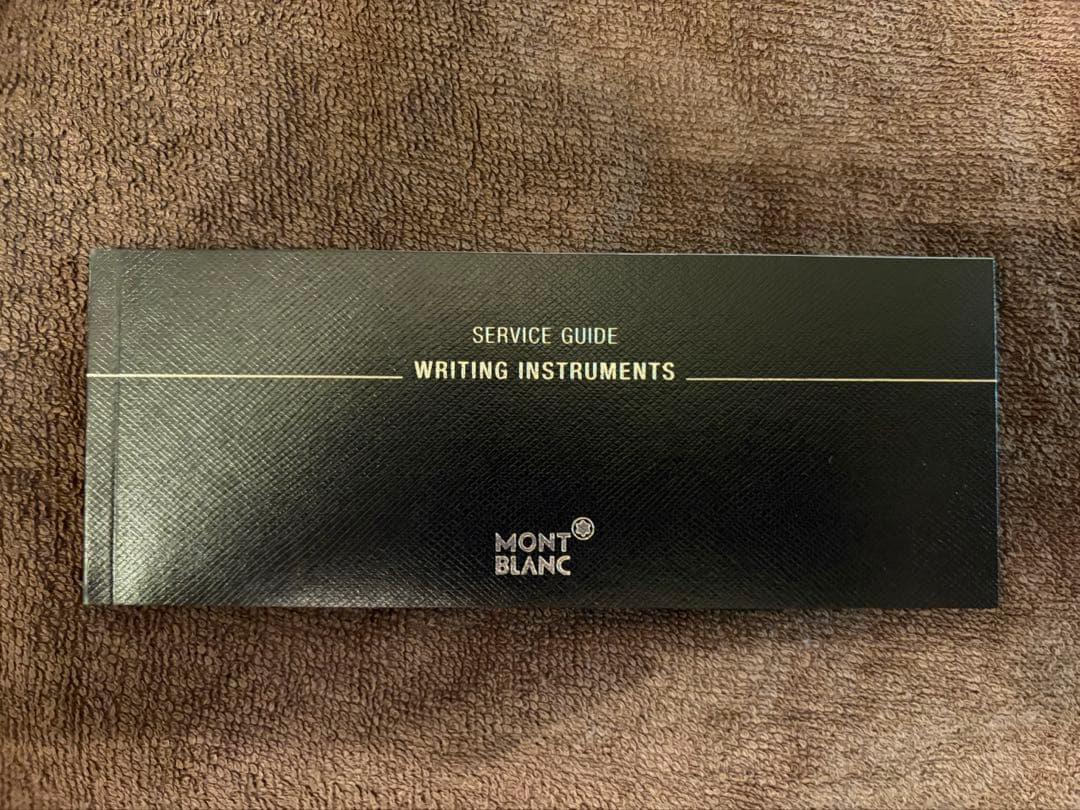 SERVICE GUIDE
WRITING INSTRUMENTS
MONT
BLANC